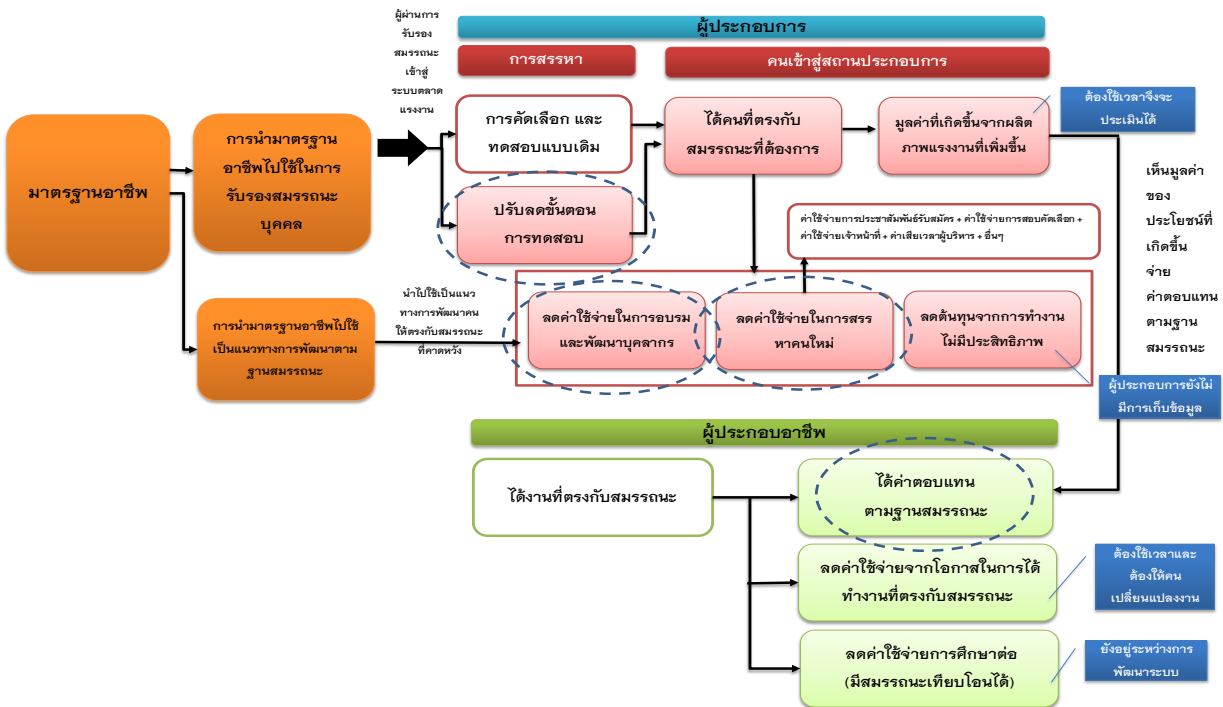 ผู้ผ่านการ
รับรอง
สมรรถนะ
เข้าสู่
ระบบตลาด
แรงงาน
ผู้ประกอบการ
การสรรหา
คนเข้าสู่สถานประกอบการ
มาตรฐานอาชีพ
การนำมาตรฐาน
อาชีพไปใช้ในการ
รับรองสมรรถนะ
บุคคล
การคัดเลือก และ
ทดสอบแบบเดิม
ได้คนที่ตรงกับ
สมรรถนะที่ต้องการ
มูลค่าที่เกิดขึ้นจากผลิต
ภาพแรงงานที่เพิ่มขึ้น
ต้องใช้เวลาจึงจะ
ประเมินได้
ปรับลดขั้นตอน
การทดสอบ
ค่าใช้จ่ายการประชาสัมพันธ์รับสมัคร + ค่าใช้จ่ายการสอบคัดเลือก +
ค่าใช้จ่ายเจ้าหน้าที่ + ค่าเสียเวลาผู้บริหาร + อื่นๆ
เห็นมูลค่า
ของ
ประโยชน์ที่
เกิดขึ้น
จ่าย
ค่าตอบแทน
ตามฐาน
สมรรถนะ
การนำมาตรฐานอาชีพไปใช้
เป็นแนวทางการพัฒนาตาม
ฐานสมรรถนะ
นำไปใช้เป็นแนว
ทางการพัฒนาคน
ให้ตรงกับสมรรถนะ
ที่คาดหวัง
ลดค่าใช้จ่ายในการอบรม
และพัฒนาบุคลากร
ลดค่าใช้จ่ายในการสรร
หาคนใหม่
ลดต้นทุนจากการทำงาน
ไม่มีประสิทธิภาพ
ผู้ประกอบการยังไม่
มีการเก็บข้อมูล
ผู้ประกอบอาชีพ
ได้งานที่ตรงกับสมรรถนะ
ได้ค่าตอบแทน
ตามฐานสมรรถนะ
ลดค่าใช้จ่ายจากโอกาสในการได้
ทำงานที่ตรงกับสมรรถนะ
ต้องใช้เวลาและ
ต้องให้คน
เปลี่ยนแปลงงาน
ลดค่าใช้จ่ายการศึกษาต่อ
(มีสมรรถนะเทียบโอนได้)
ยังอยู่ระหว่างการ
พัฒนาระบบ